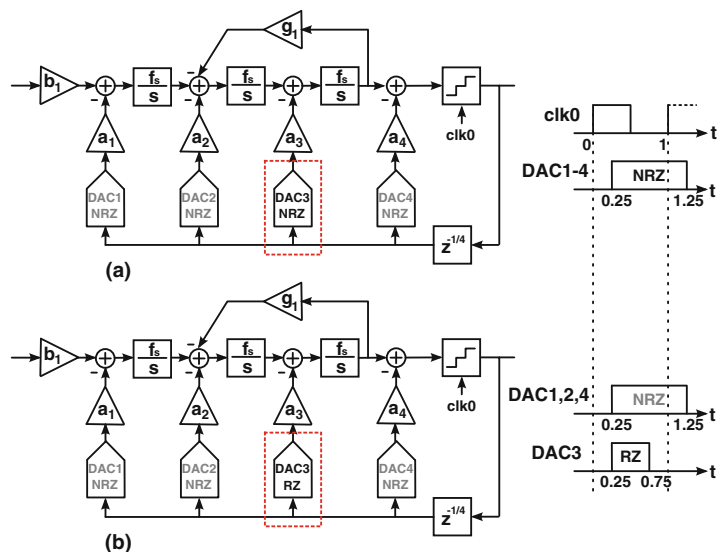 g₁
b₁ fₛ/s fₛ/s fₛ/s
a₁ a₂ a₃ a₄ clk0
DAC1 NRZ DAC2 NRZ DAC3 NRZ DAC4 NRZ
z⁻¹/⁴
(a)
clk0 0 1 t
DAC1-4 NRZ t
0.25 1.25
g₁
b₁ fₛ/s fₛ/s fₛ/s
a₁ a₂ a₃ a₄ clk0
DAC1 NRZ DAC2 NRZ DAC3 RZ DAC4 NRZ
z⁻¹/⁴
(b)
DAC1,2,4 NRZ t
0.25 1.25
DAC3 RZ t
0.25 0.75